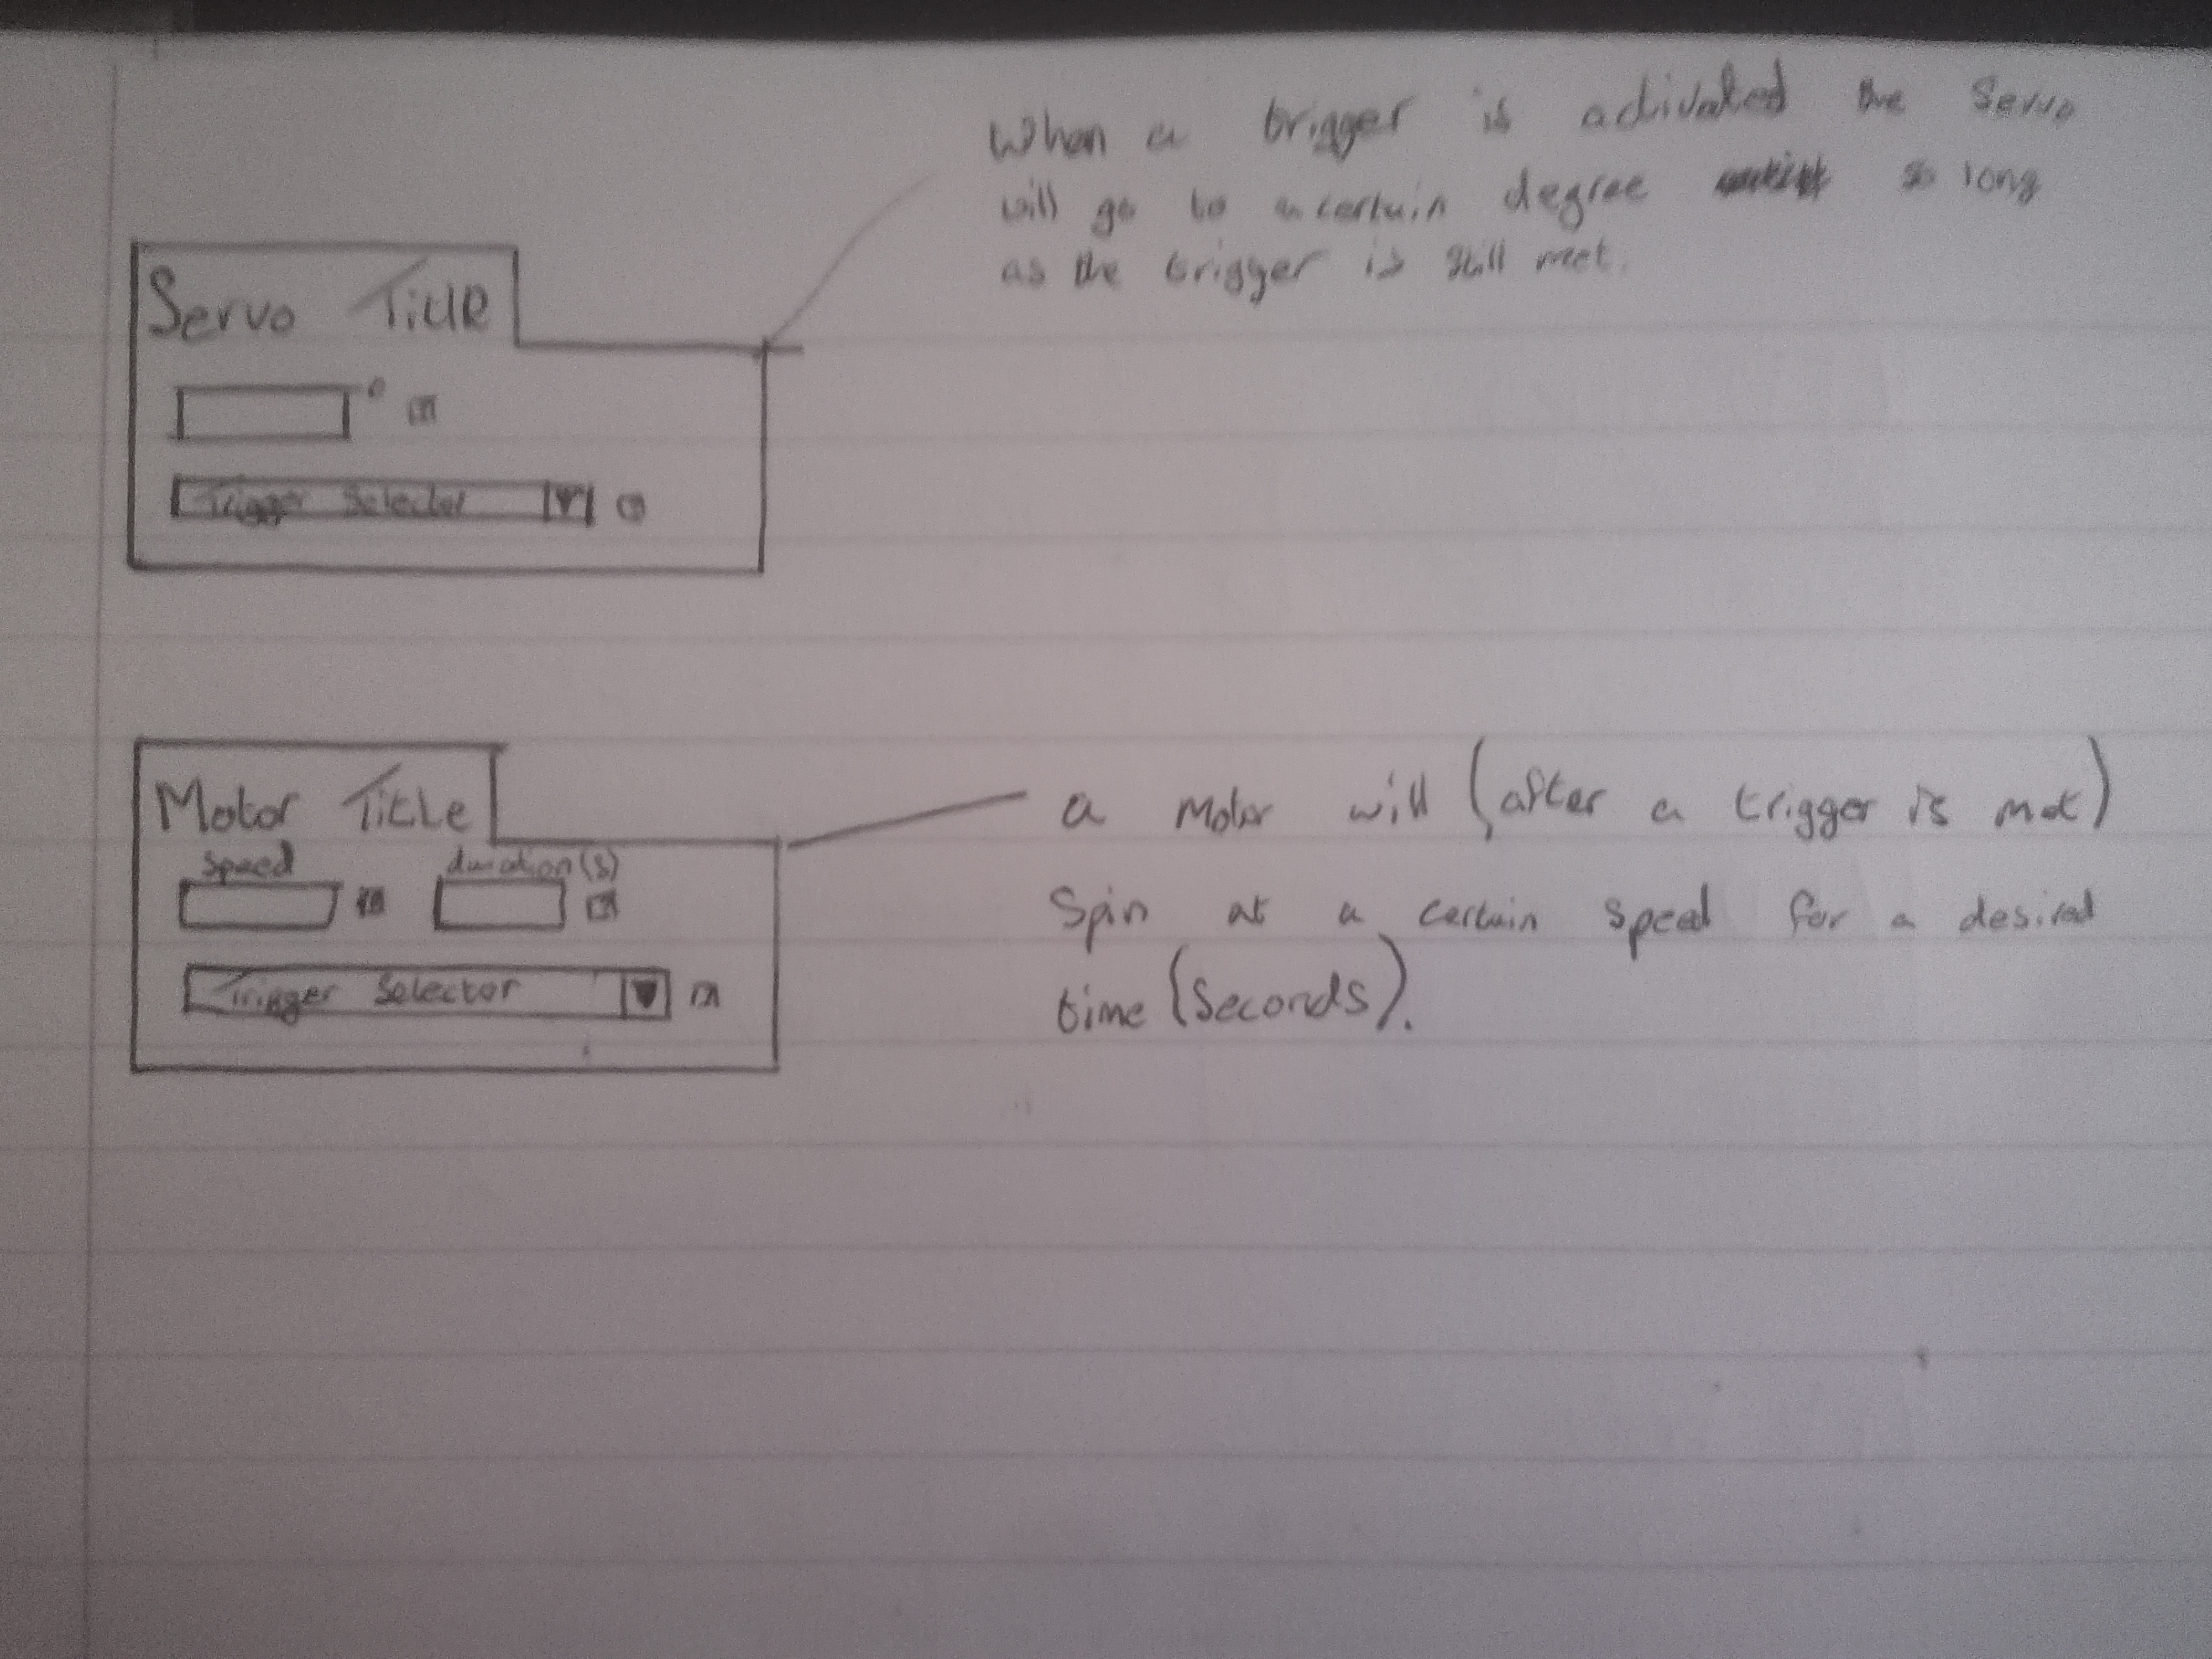 When a trigger is activated the Servo
will go to a certain degree so long
as the trigger is still met.
Servo Title
°
Trigger Selector
Motor Title
speed duration(s)
Trigger Selector
a Motor will (after a trigger is met)
Spin at a certain speed for a desired
time (Seconds).